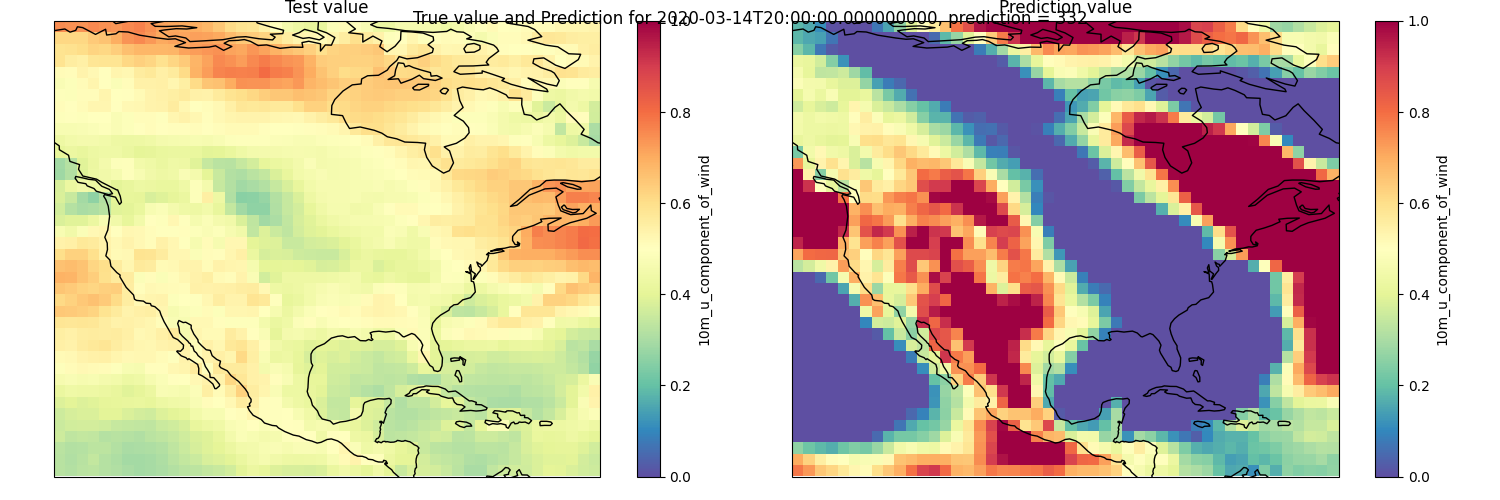 Test value
Prediction value
True value and Prediction for 2020-03-14T20:00:00.000000000, prediction = 332
1.0
0.8
0.6
0.4
0.2
0.0
10m_u_component_of_wind
1.0
0.8
0.6
0.4
0.2
0.0
10m_u_component_of_wind